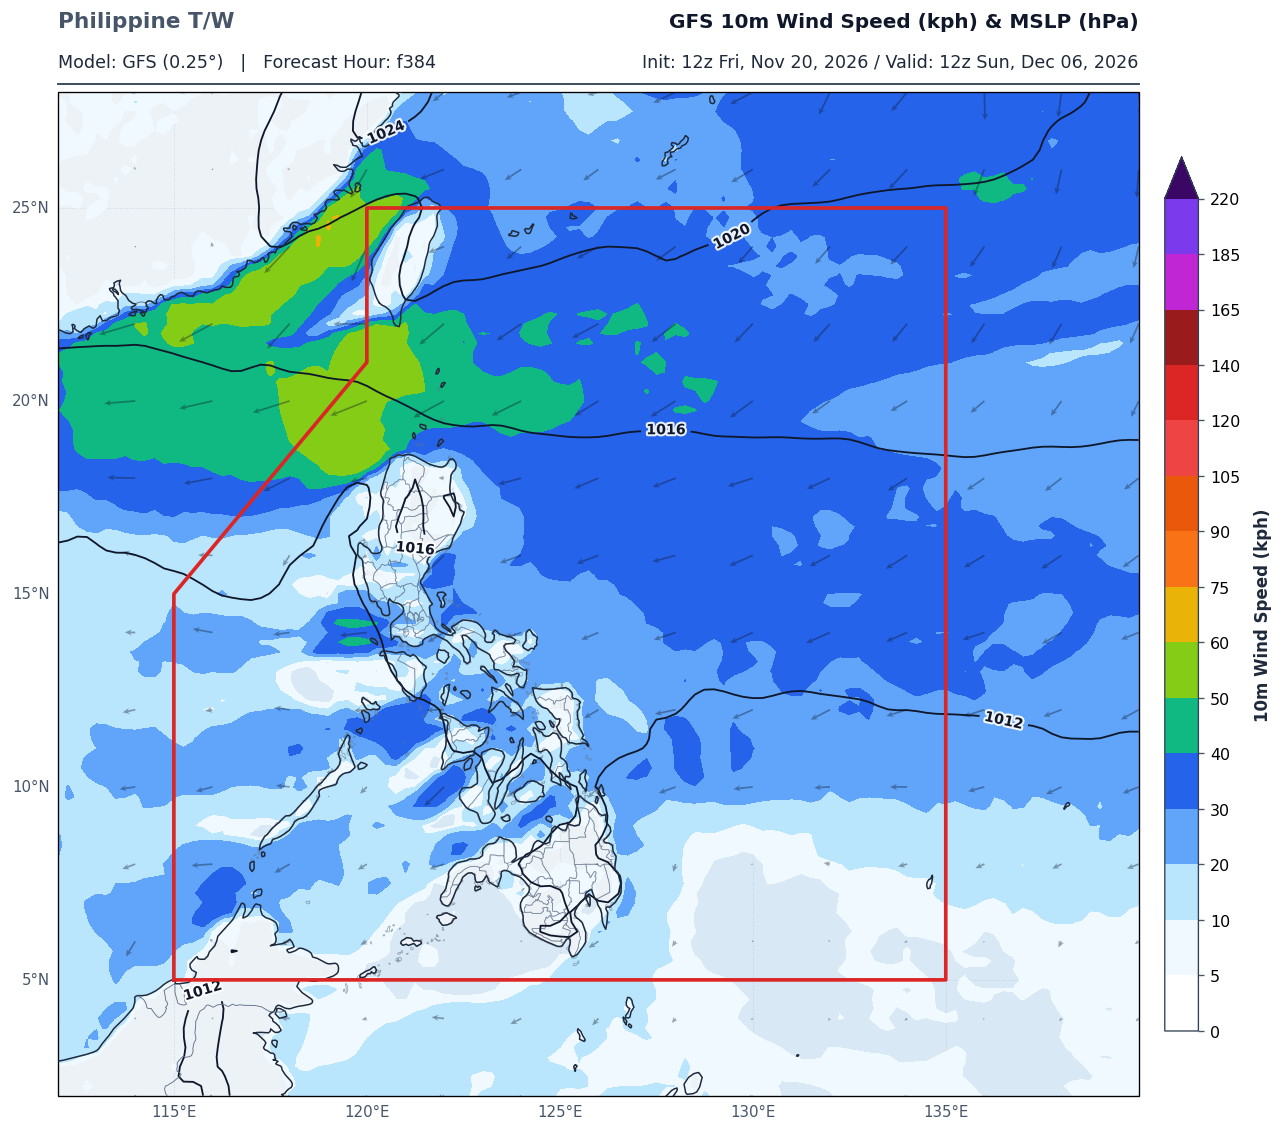 Philippine T/W
GFS 10m Wind Speed (kph) & MSLP (hPa)
Model: GFS (0.25°)   |   Forecast Hour: f384
Init: 12z Fri, Nov 20, 2026 / Valid: 12z Sun, Dec 06, 2026
1024
25°N
1020
20°N
1016
1016
15°N
1012
10°N
5°N
1012
115°E
120°E
125°E
130°E
135°E
220
185
165
140
120
105
90
75
60
50
40
30
20
10
5
0
10m Wind Speed (kph)